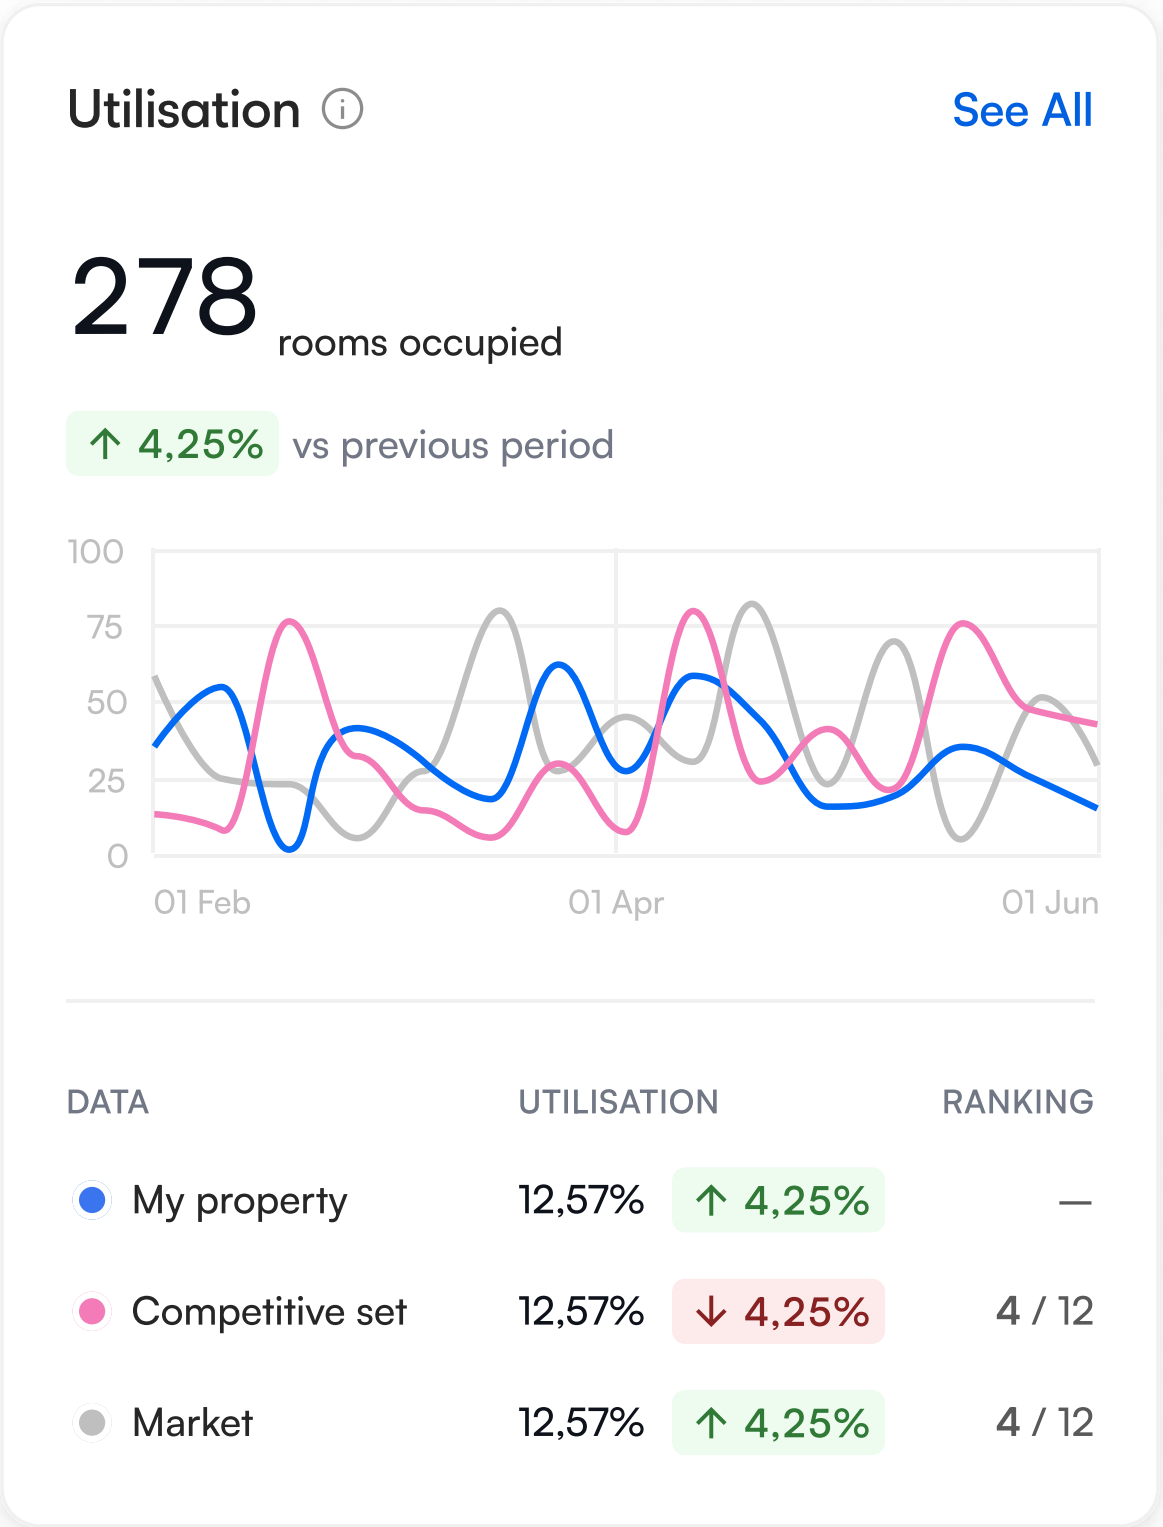 Utilisation See All
278 rooms occupied
↑ 4,25% vs previous period
100
75
50
25
0
01 Feb 01 Apr 01 Jun
DATA UTILISATION RANKING
My property 12,57% ↑ 4,25% —
Competitive set 12,57% ↓ 4,25% 4 / 12
Market 12,57% ↑ 4,25% 4 / 12